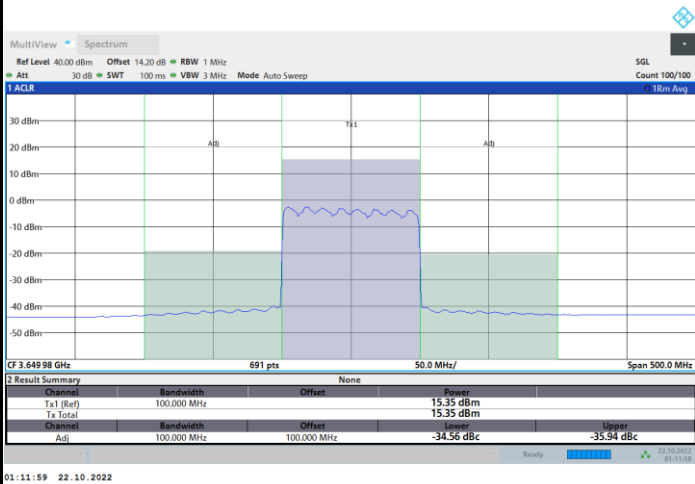 MultiView Spectrum
Ref Level 40.00 dBm Offset 14.20 dB RBW 1 MHz SGL
Att 30 dB SWT 100 ms VBW 3 MHz Mode Auto Sweep Count 100/100
1 ACLR 1Rm Avg
30 dBm
Tx1
20 dBm Adj Adj
10 dBm
0 dBm
-10 dBm
-20 dBm
-30 dBm
-40 dBm
-50 dBm
CF 3.649 98 GHz 691 pts 50.0 MHz/ Span 500.0 MHz
2 Result Summary None
Channel Bandwidth Offset Power
Tx1 (Ref) 100.000 MHz 15.35 dBm
Tx Total 15.35 dBm
Channel Bandwidth Offset Lower Upper
Adj 100.000 MHz 100.000 MHz -34.56 dBc -35.94 dBc
Ready 22.10.2022
01:11:58
01:11:59 22.10.2022